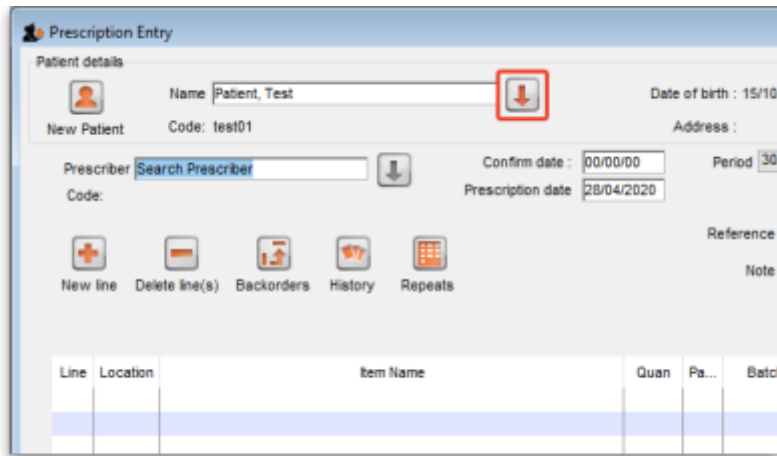 Prescription Entry
Patient details
Name Patient, Test
Date of birth : 15/10
New Patient
Code: test01
Address :
Prescriber Search Prescriber
Confirm date : 00/00/00
Period 30
Code:
Prescription date 28/04/2020
Reference
Note
New line Delete line(s) Backorders History Repeats
Line Location Item Name Quan Pa... Batch